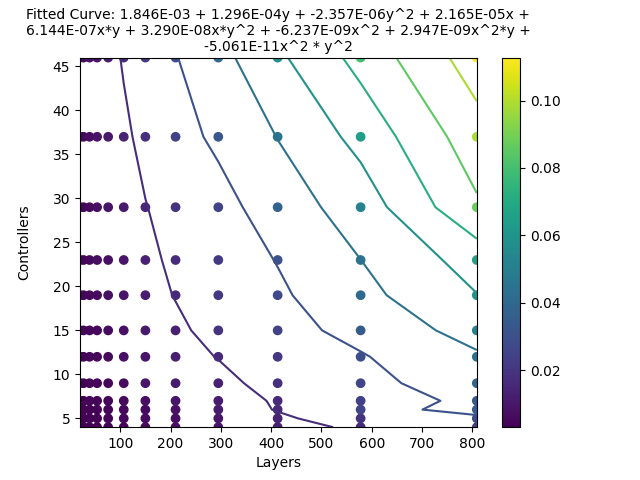 Fitted Curve: 1.846E-03 + 1.296E-04y + -2.357E-06y^2 + 2.165E-05x +
6.144E-07x*y + 3.290E-08x*y^2 + -6.237E-09x^2 + 2.947E-09x^2*y +
-5.061E-11x^2 * y^2
45
40
35
30
25
20
15
10
5
Controllers
100 200 300 400 500 600 700 800
Layers
0.10
0.08
0.06
0.04
0.02